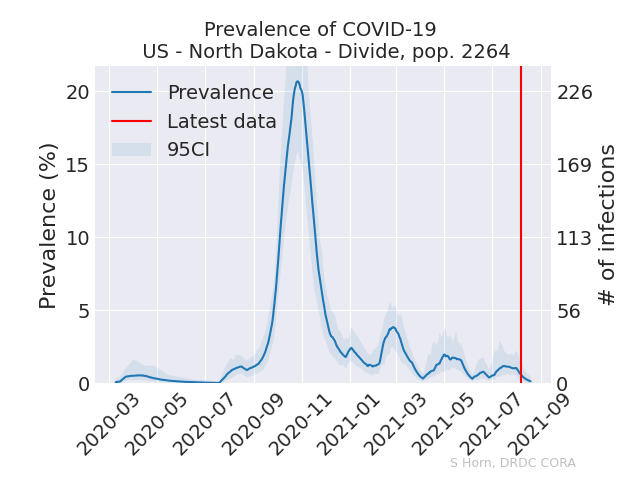 Prevalence of COVID-19
US - North Dakota - Divide, pop. 2264
Prevalence
Latest data
95CI
Prevalence (%)
20
15
10
5
0
226
169
113
56
0
# of infections
2020-03
2020-05
2020-07
2020-09
2020-11
2021-01
2021-03
2021-05
2021-07
2021-09
S Horn, DRDC CORA